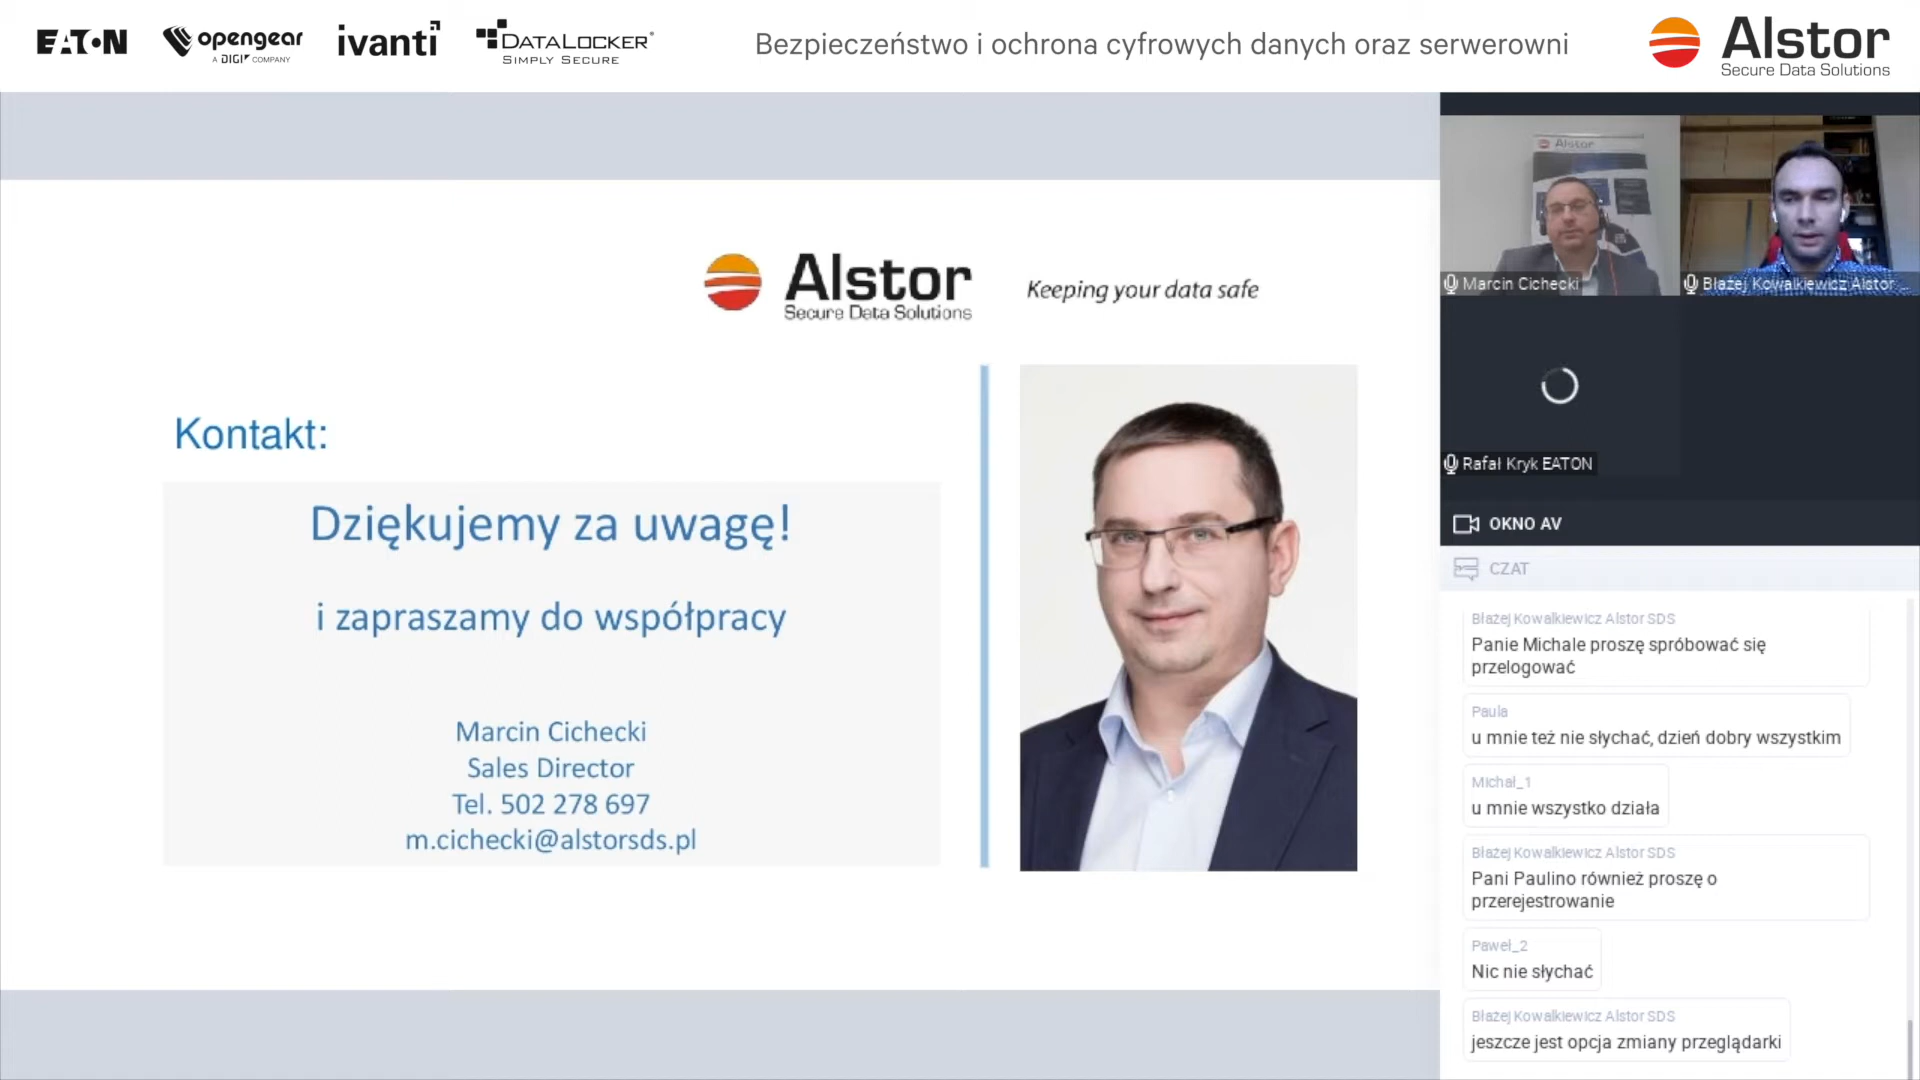 EATON
opengear
A DIGI COMPANY
ivanti
DATALOCKER
SIMPLY SECURE
Bezpieczeństwo i ochrona cyfrowych danych oraz serwerowni
Alstor
Secure Data Solutions
Alstor
Secure Data Solutions
Keeping your data safe
Kontakt:
Dziękujemy za uwagę!
i zapraszamy do współpracy
Marcin Cichecki
Sales Director
Tel. 502 278 697
m.cichecki@alstorsds.pl
Alstor
Marcin Cichecki
Błażej Kowalkiewicz Alstor ...
Rafał Kryk EATON
OKNO AV
CZAT
Błażej Kowalkiewicz Alstor SDS
Panie Michale proszę spróbować się
przelogować
Paula
u mnie też nie słychać, dzień dobry wszystkim
Michał_1
u mnie wszystko działa
Błażej Kowalkiewicz Alstor SDS
Pani Paulino również proszę o
przerejestrowanie
Paweł_2
Nic nie słychać
Błażej Kowalkiewicz Alstor SDS
jeszcze jest opcja zmiany przeglądarki